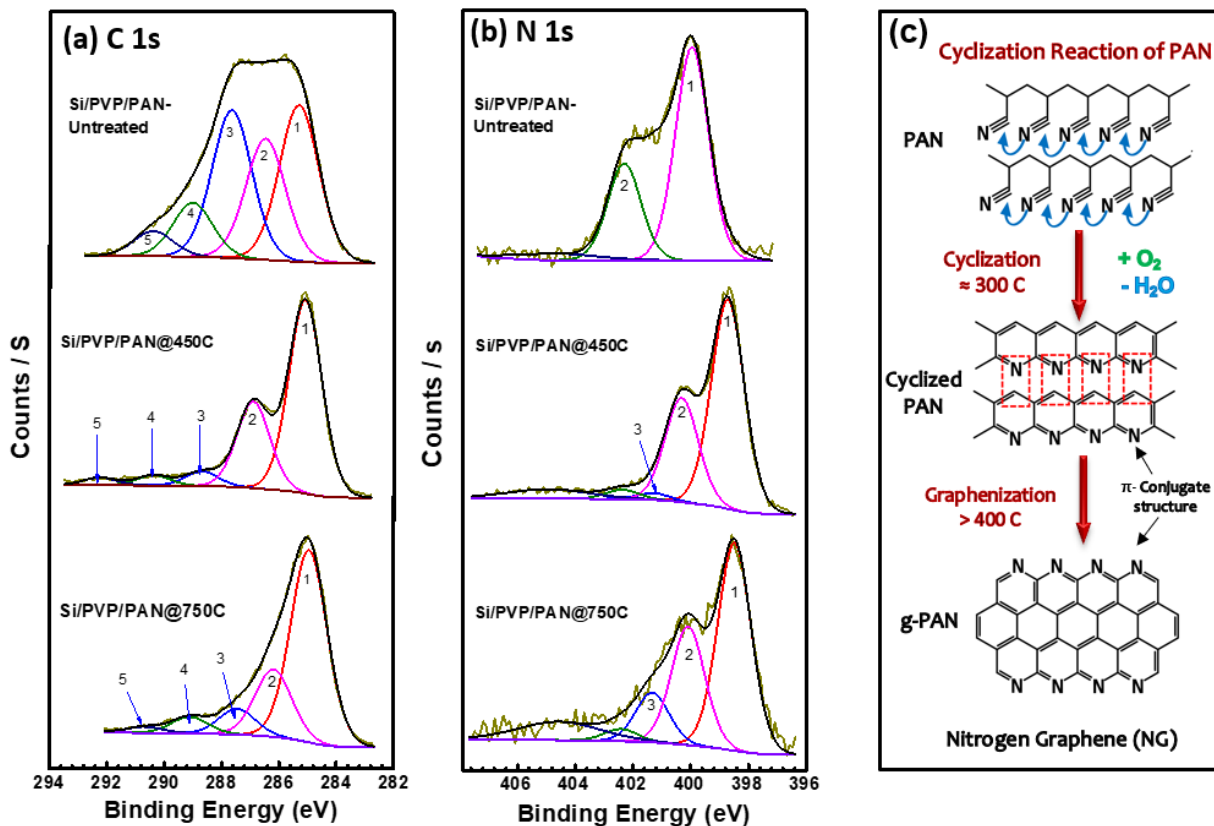 (a) C 1s
Si/PVP/PAN-
Untreated
1
2
3
4
5
Si/PVP/PAN@450C
1
2
3
4
5
Si/PVP/PAN@750C
1
2
3
4
5
Counts / S
294 292 290 288 286 284 282
Binding Energy (eV)
(b) N 1s
Si/PVP/PAN-
Untreated
1
2
Si/PVP/PAN@450C
1
2
3
Si/PVP/PAN@750C
1
2
3
Counts / s
406 404 402 400 398 396
Binding Energy (eV)
(c)
Cyclization Reaction of PAN
PAN
N N N N N
N N N N N
Cyclization
≈ 300 C
+ O₂
- H₂O
Cyclized
PAN
N N N N
N N N N
Graphenization
> 400 C
π- Conjugate
structure
g-PAN
N N N N
N N N N
Nitrogen Graphene (NG)